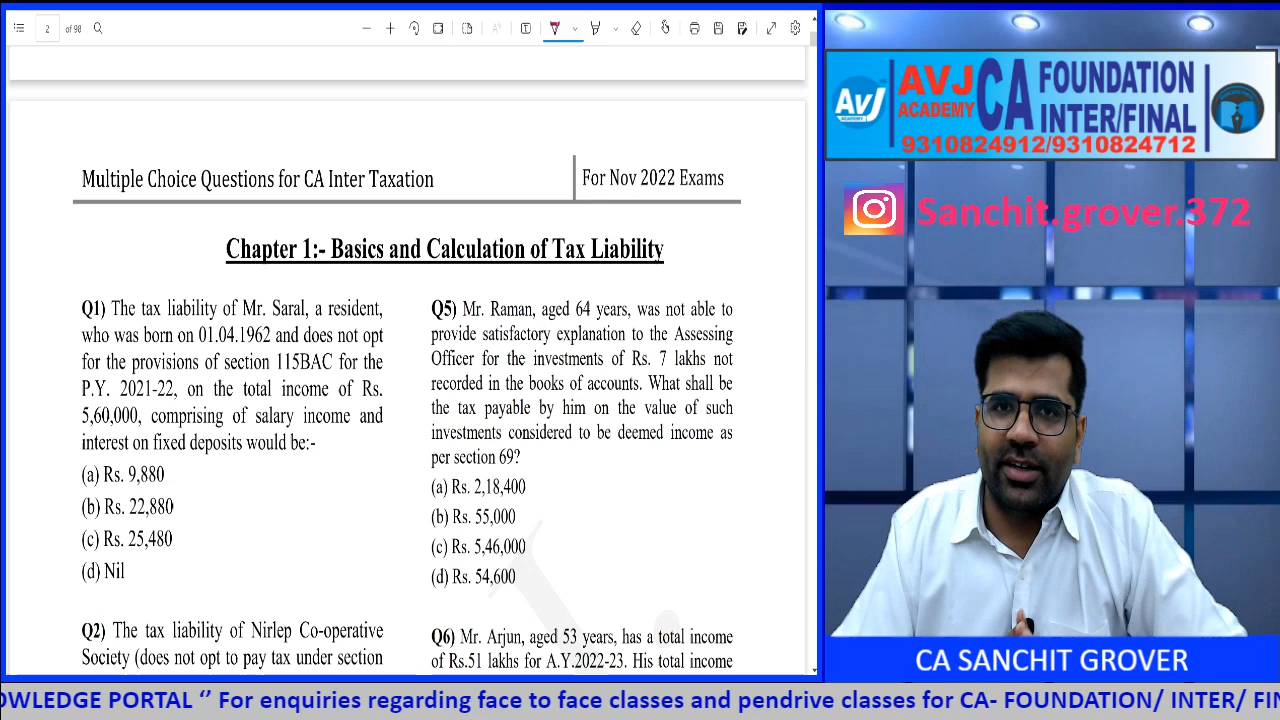 2 of 98
Multiple Choice Questions for CA Inter Taxation
For Nov 2022 Exams
Chapter 1:- Basics and Calculation of Tax Liability
Q1) The tax liability of Mr. Saral, a resident,
who was born on 01.04.1962 and does not opt
for the provisions of section 115BAC for the
P.Y. 2021-22, on the total income of Rs.
5,60,000, comprising of salary income and
interest on fixed deposits would be:-
(a) Rs. 9,880
(b) Rs. 22,880
(c) Rs. 25,480
(d) Nil
Q2) The tax liability of Nirlep Co-operative
Society (does not opt to pay tax under section
Q5) Mr. Raman, aged 64 years, was not able to
provide satisfactory explanation to the Assessing
Officer for the investments of Rs. 7 lakhs not
recorded in the books of accounts. What shall be
the tax payable by him on the value of such
investments considered to be deemed income as
per section 69?
(a) Rs. 2,18,400
(b) Rs. 55,000
(c) Rs. 5,46,000
(d) Rs. 54,600
Q6) Mr. Arjun, aged 53 years, has a total income
of Rs.51 lakhs for A.Y.2022-23. His total income
AVJ
ACADEMY
AVJ
ACADEMY
CA
FOUNDATION
INTER/FINAL
9310824912/9310824712
Sanchit.grover.372
CA SANCHIT GROVER
OWLEDGE PORTAL “ For enquiries regarding face to face classes and pendrive classes for CA- FOUNDATION/ INTER/ FIN